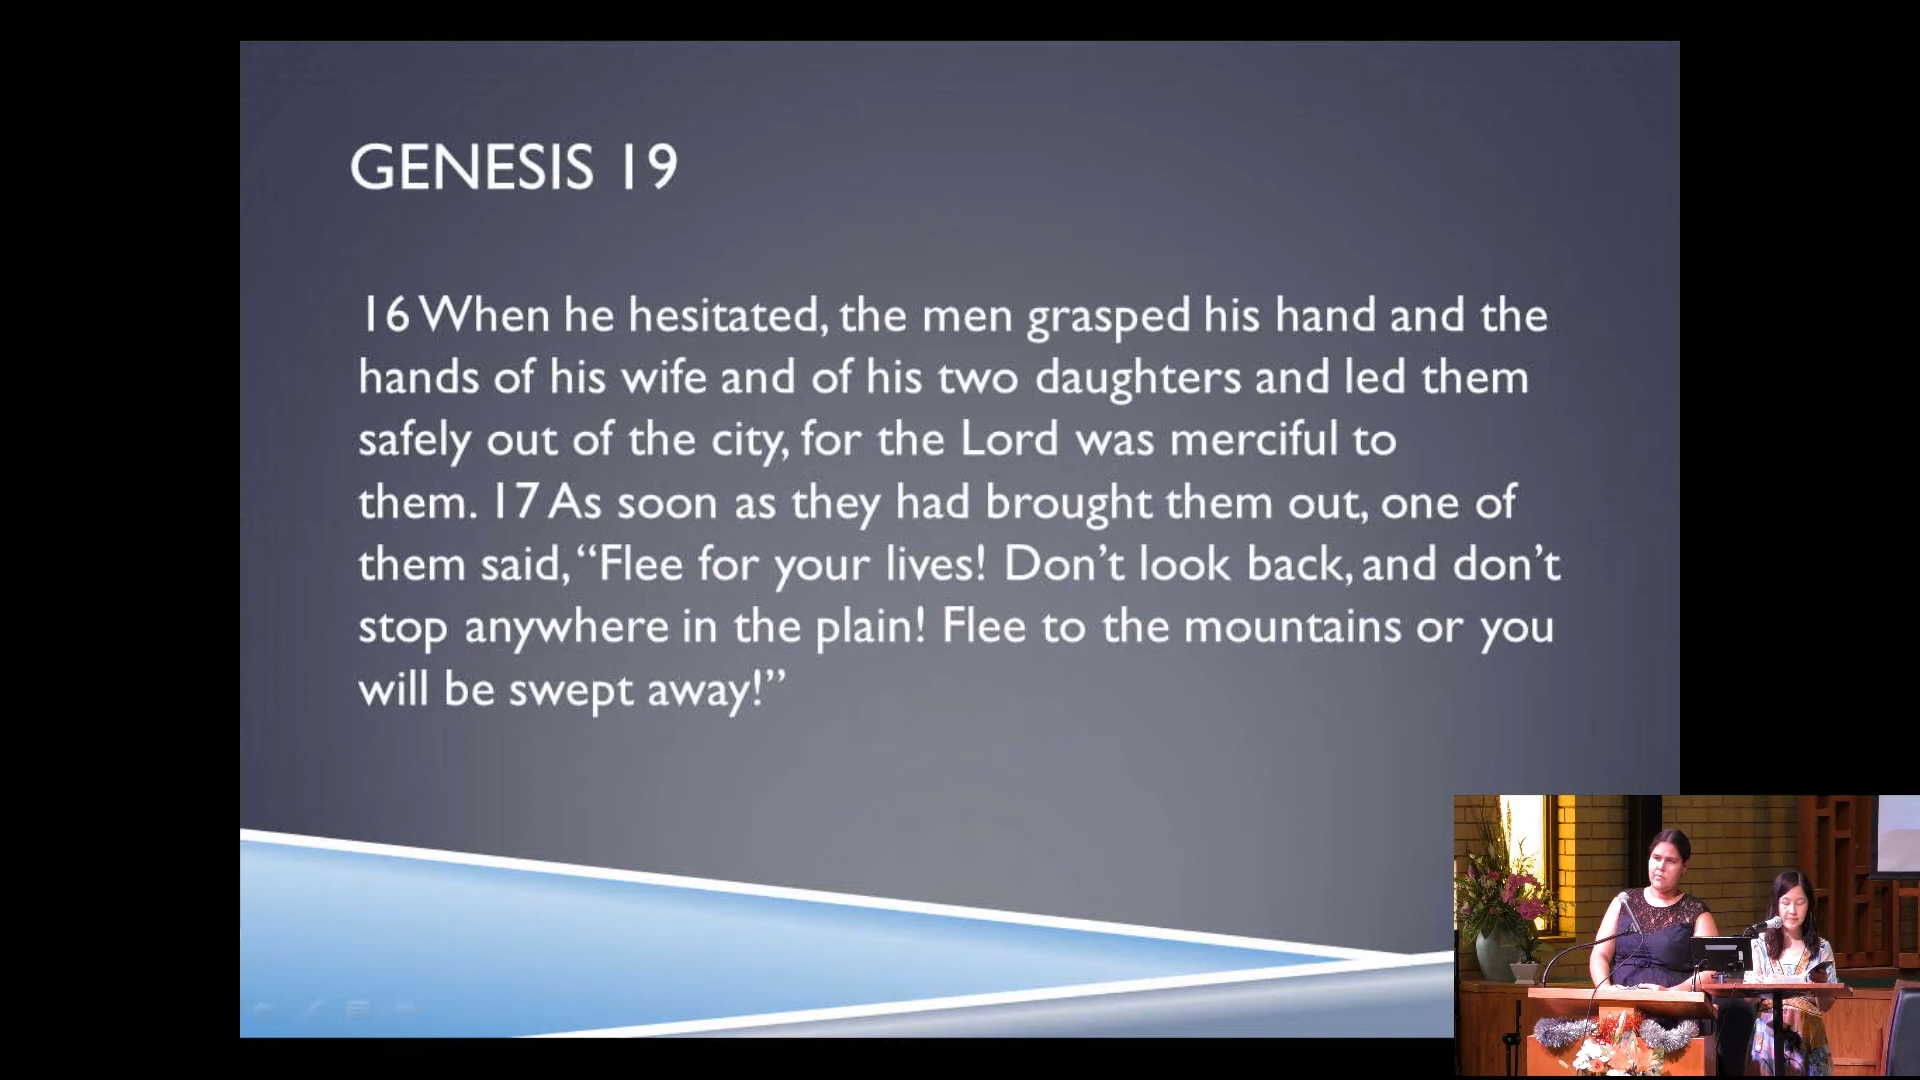 GENESIS 19
16 When he hesitated, the men grasped his hand and the
hands of his wife and of his two daughters and led them
safely out of the city, for the Lord was merciful to
them. 17 As soon as they had brought them out, one of
them said, “Flee for your lives! Don’t look back, and don’t
stop anywhere in the plain! Flee to the mountains or you
will be swept away!”